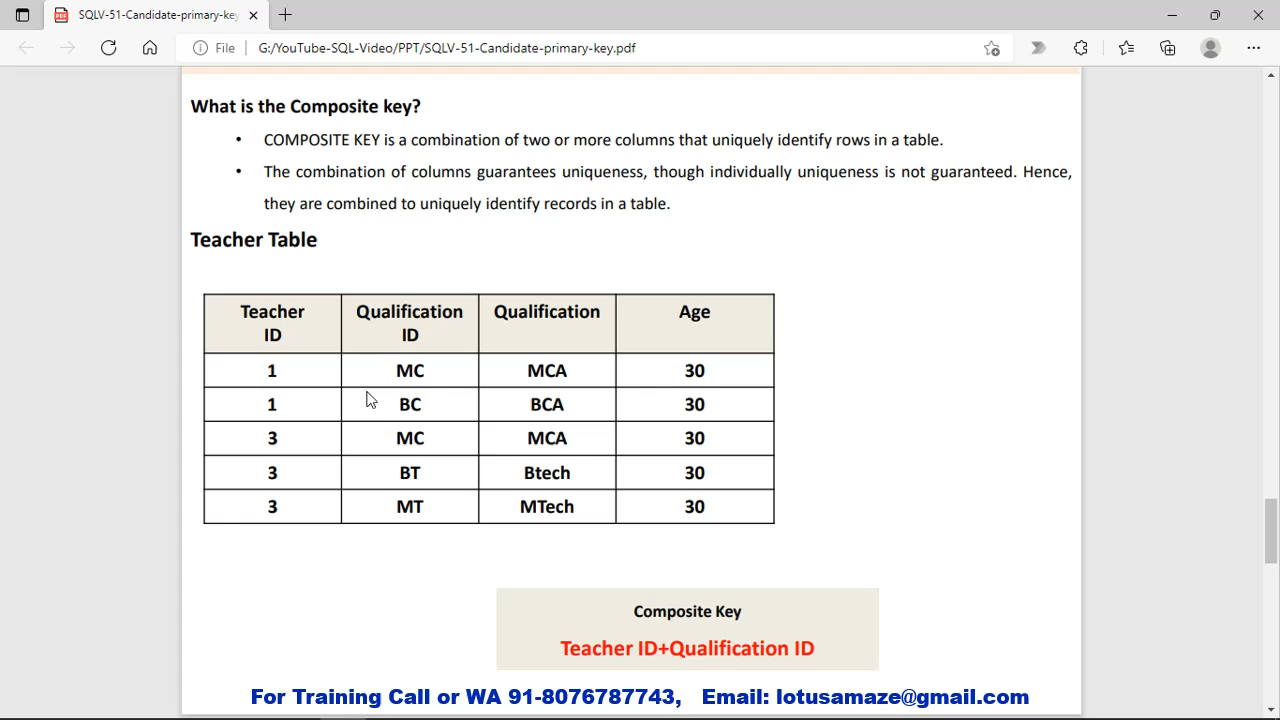 SQLV-51-Candidate-primary-key
File
G:/YouTube-SQL-Video/PPT/SQLV-51-Candidate-primary-key.pdf
What is the Composite key?
• COMPOSITE KEY is a combination of two or more columns that uniquely identify rows in a table.
• The combination of columns guarantees uniqueness, though individually uniqueness is not guaranteed. Hence,
they are combined to uniquely identify records in a table.
Teacher Table
Teacher ID Qualification ID Qualification Age
1 MC MCA 30
1 BC BCA 30
3 MC MCA 30
3 BT Btech 30
3 MT MTech 30
Composite Key
Teacher ID+Qualification ID
For Training Call or WA 91-8076787743, Email: lotusamaze@gmail.com